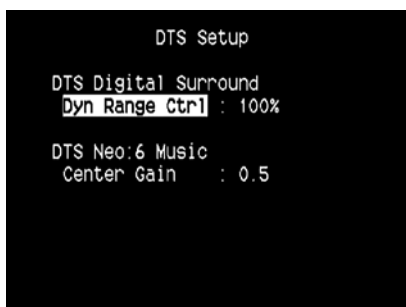 DTS Setup
DTS Digital Surround
Dyn Range Ctrl : 100%
DTS Neo:6 Music
Center Gain : 0.5